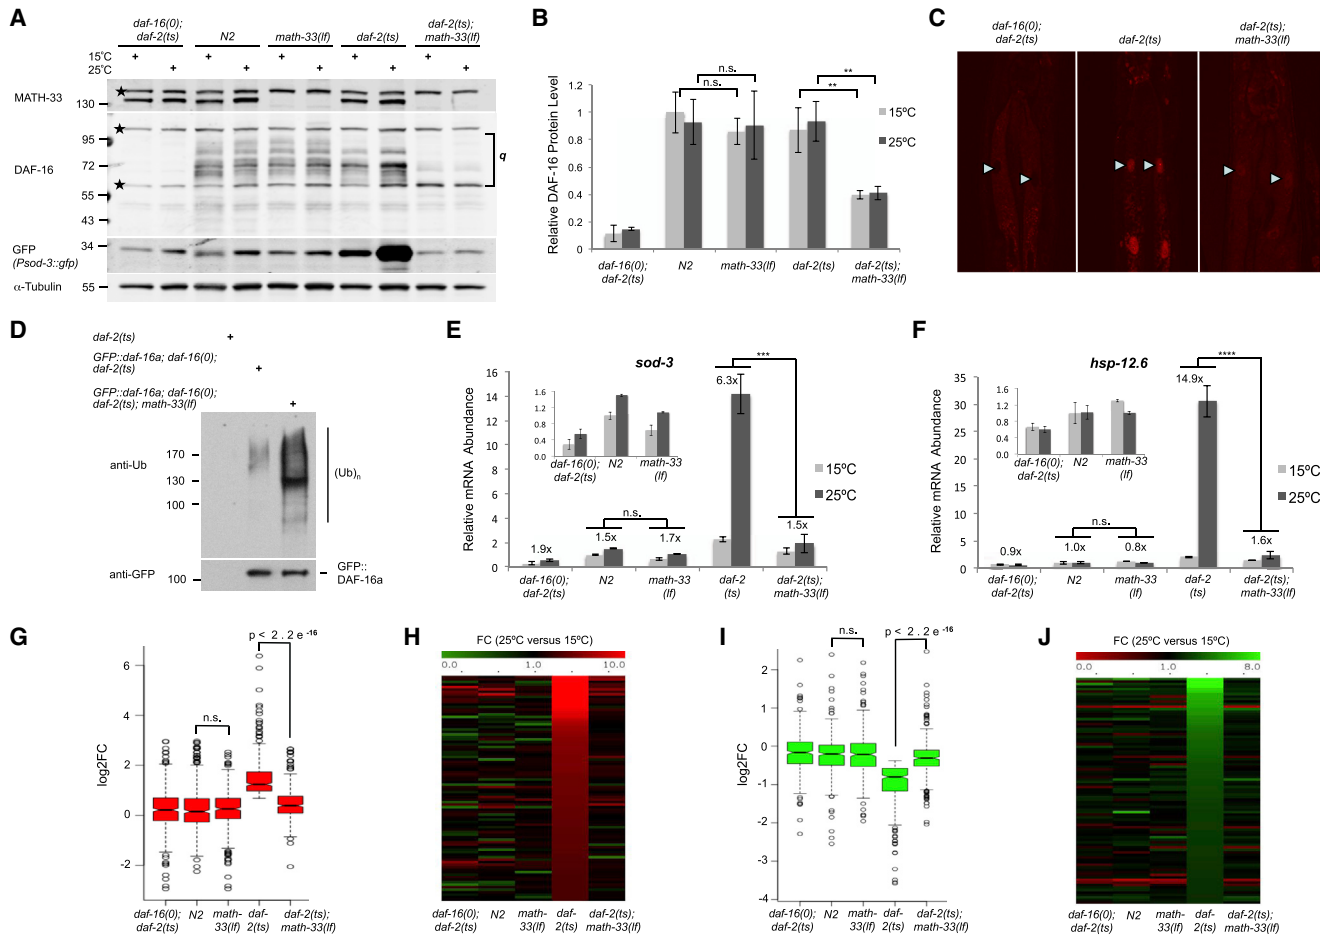 A
daf-16(0);
daf-2(ts)
N2
math-33(lf)
daf-2(ts)
daf-2(ts);
math-33(lf)
15°C + + + + +
25°C + + + + +
MATH-33
130
95
DAF-16
72
55
43
q
GFP
(Psod-3::gfp)
34
α-Tubulin
55
B
Relative DAF-16 Protein Level
1.4
1.2
1
0.8
0.6
0.4
0.2
0
n.s.
n.s.
**
**
15ºC
25ºC
daf-16(0);
daf-2(ts)
N2
math-33(lf)
daf-2(ts)
daf-2(ts);
math-33(lf)
C
daf-16(0);
daf-2(ts)
daf-2(ts)
daf-2(ts);
math-33(lf)
D
daf-2(ts) +
GFP::daf-16a; daf-16(0);
daf-2(ts) +
GFP::daf-16a; daf-16(0);
daf-2(ts); math-33(lf) +
anti-Ub
170
130
100
(Ub)n
anti-GFP
100
GFP::
DAF-16a
E
sod-3
Relative mRNA Abundance
16
14
12
10
8
6
4
2
0
1.6
1.2
0.8
0.4
0.0
daf-16(0);
daf-2(ts)
N2
math-33
(lf)
***
6.3x
n.s.
1.9x
1.5x
1.7x
1.5x
15ºC
25ºC
daf-16(0);
daf-2(ts)
N2
math-33
(lf)
daf-2
(ts)
daf-2(ts);
math-33(lf)
F
hsp-12.6
Relative mRNA Abundance
35
30
25
20
15
10
5
0
1.6
1.2
0.8
0.4
0.0
daf-16(0);
daf-2(ts)
N2
math-33
(lf)
****
14.9x
n.s.
0.9x
1.0x
0.8x
1.6x
15ºC
25ºC
daf-16(0);
daf-2(ts)
N2
math-33
(lf)
daf-2
(ts)
daf-2(ts);
math-33(lf)
G
log2FC
6
4
2
0
-2
p < 2.2e-16
n.s.
daf-16(0);
daf-2(ts)
N2
math-
33(lf)
daf-
2(ts)
daf-2(ts);
math-33(lf)
H
FC (25ºC versus 15ºC)
0.0 1.0 10.0
daf-16(0);
daf-2(ts)
N2
math-
33(lf)
daf-
2(ts)
daf-2(ts);
math-33(lf)
I
log2FC
2
1
0
-1
-2
-3
-4
n.s.
p < 2.2e-16
daf-16(0);
daf-2(ts)
N2
math-
33(lf)
daf-
2(ts)
daf-2(ts);
math-33(lf)
J
FC (25ºC versus 15ºC)
0.0 1.0 8.0
daf-16(0);
daf-2(ts)
N2
math-
33(lf)
daf-
2(ts)
daf-2(ts);
math-33(lf)